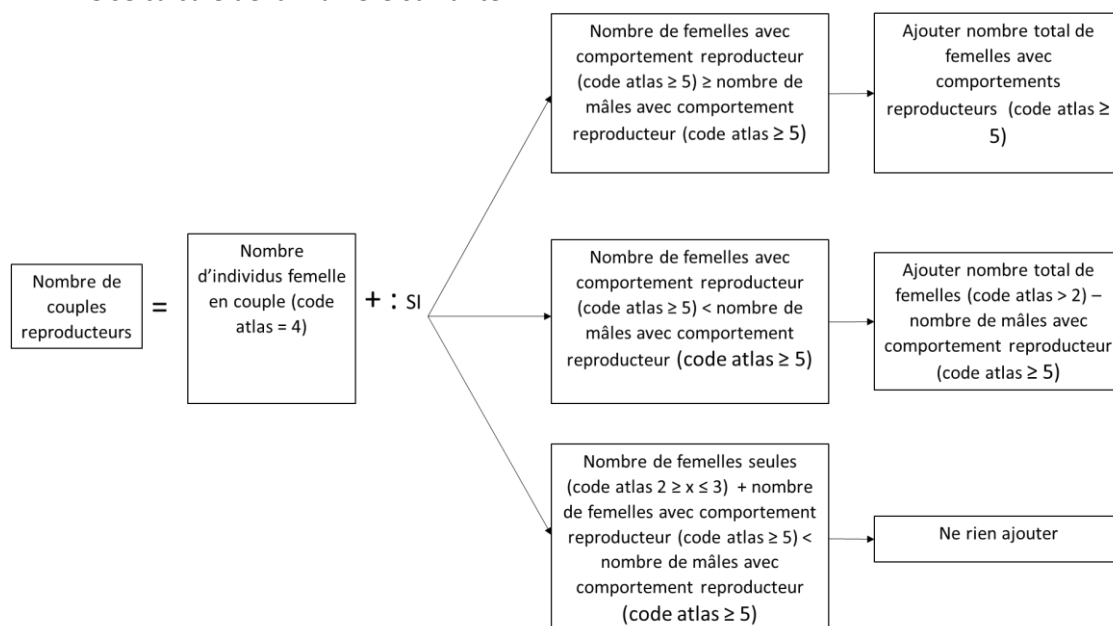 Nombre de
couples
reproducteurs
=
Nombre
d'individus femelle
en couple (code
atlas = 4)
+ : SI
Nombre de femelles avec
comportement reproducteur
(code atlas ≥ 5) ≥ nombre de
mâles avec comportement
reproducteur (code atlas ≥ 5)
Ajouter nombre total de
femelles avec
comportements
reproducteurs (code atlas ≥
5)
Nombre de femelles avec
comportement reproducteur
(code atlas ≥ 5) < nombre de
mâles avec comportement
reproducteur (code atlas ≥ 5)
Ajouter nombre total de
femelles (code atlas > 2) –
nombre de mâles avec
comportement reproducteur
(code atlas ≥ 5)
Nombre de femelles seules
(code atlas 2 ≥ x ≤ 3) + nombre
de femelles avec comportement
reproducteur (code atlas ≥ 5) <
nombre de mâles avec
comportement reproducteur
(code atlas ≥ 5)
Ne rien ajouter